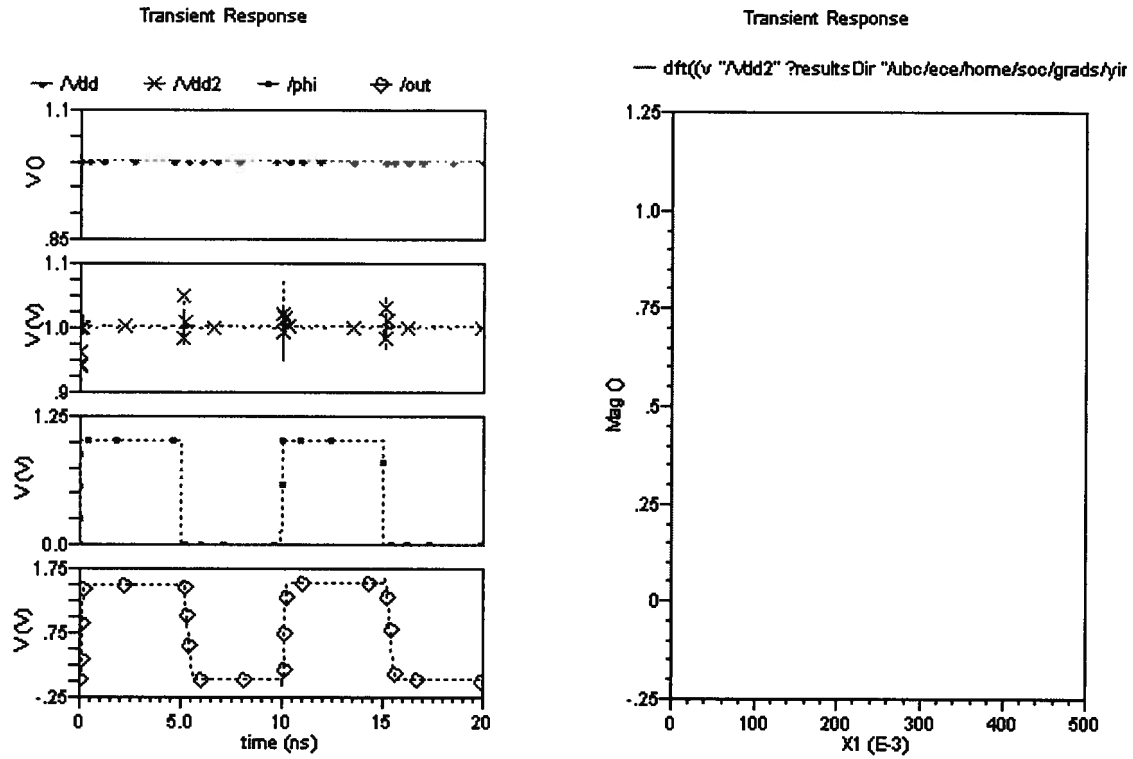 Transient Response
/vdd /vdd2 /phi /out
1.1
V ()
.85
1.1
1.0
V (V)
.9
1.25
V (V)
0.0
1.75
.75
V (V)
-.25
0 5.0 10 15 20
time (ns)
Transient Response
dft((v "/vdd2" ?resultsDir "/ubc/ece/home/soc/grads/yin
1.25
1.0
.75
Mag ()
.5
.25
0
-.25
0 100 200 300 400 500
X1 (E-3)